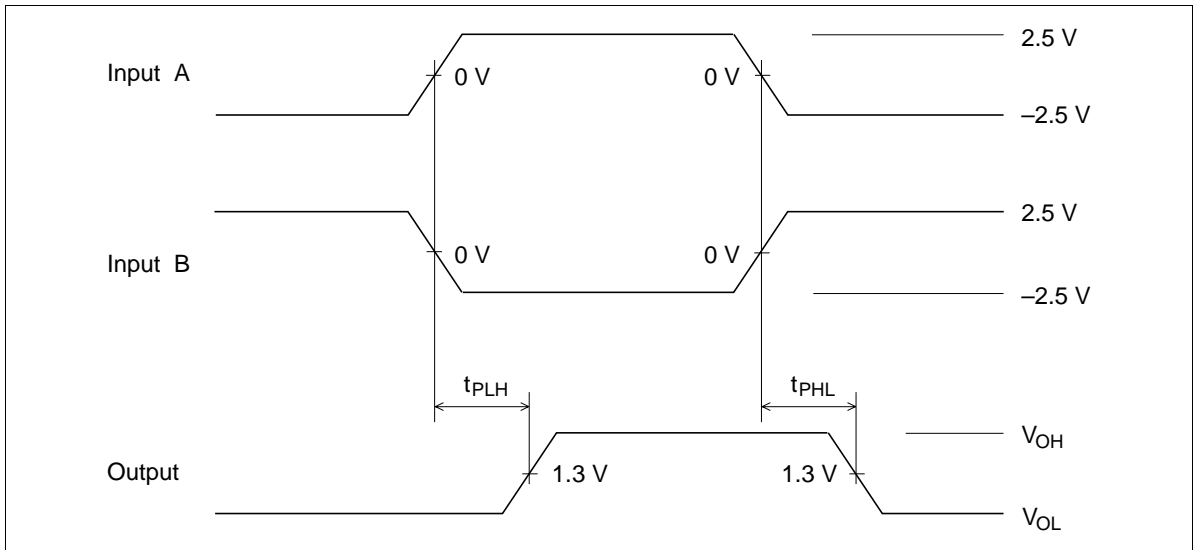 2.5 V
Input A
0 V
0 V
–2.5 V
2.5 V
0 V
0 V
Input B
–2.5 V
tPLH
tPHL
VOH
Output
1.3 V
1.3 V
VOL